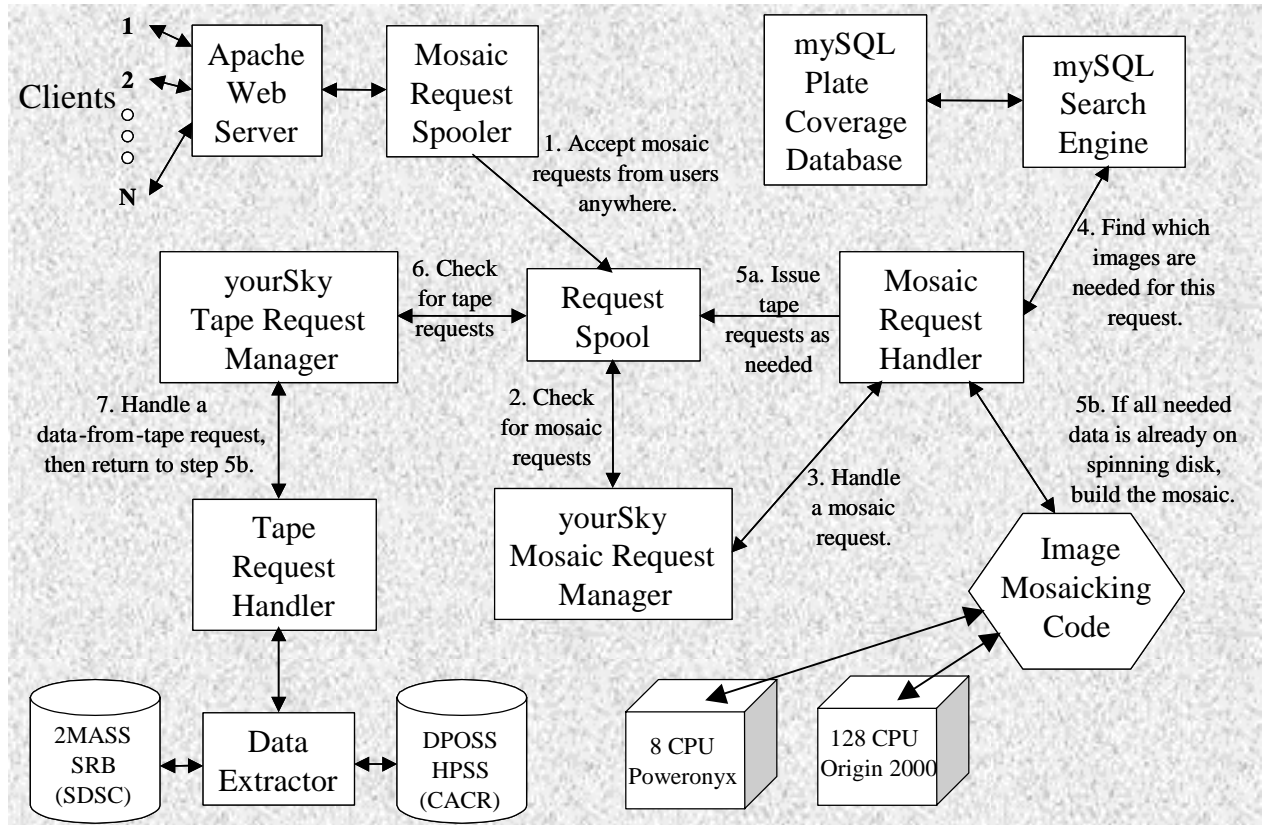 Clients
1
2
N
Apache
Web
Server
Mosaic
Request
Spooler
mySQL
Plate
Coverage
Database
mySQL
Search
Engine
1. Accept mosaic
requests from users
anywhere.
4. Find which
images are
needed for this
request.
yourSky
Tape Request
Manager
6. Check
for tape
requests
Request
Spool
5a. Issue
tape
requests as
needed
Mosaic
Request
Handler
7. Handle a
data-from-tape request,
then return to step 5b.
2. Check
for mosaic
requests
3. Handle
a mosaic
request.
5b. If all needed
data is already on
spinning disk,
build the mosaic.
Tape
Request
Handler
yourSky
Mosaic Request
Manager
Image
Mosaicking
Code
2MASS
SRB
(SDSC)
Data
Extractor
DPOSS
HPSS
(CACR)
8 CPU
Poweronyx
128 CPU
Origin 2000